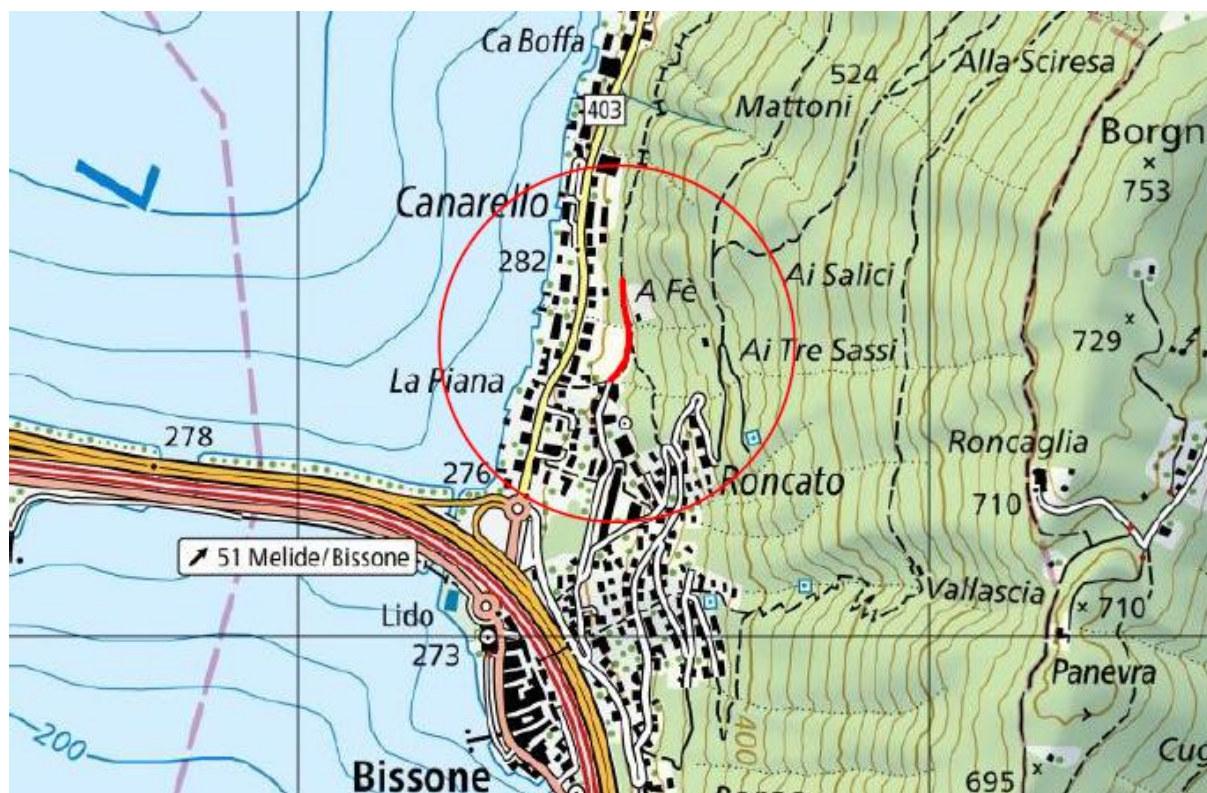 Ca Boffa
524
Alla Sciresa
Mattoni
403
Borgn
753
Canarello
282
A Fè
Ai Salici
729
La Piana
Ai Tre Sassi
278
276
Roncaglia
Roncato
710
51 Melide/Bissone
Lido
Vallascia
710
273
Panevra
200
400
Cug
Bissone
695